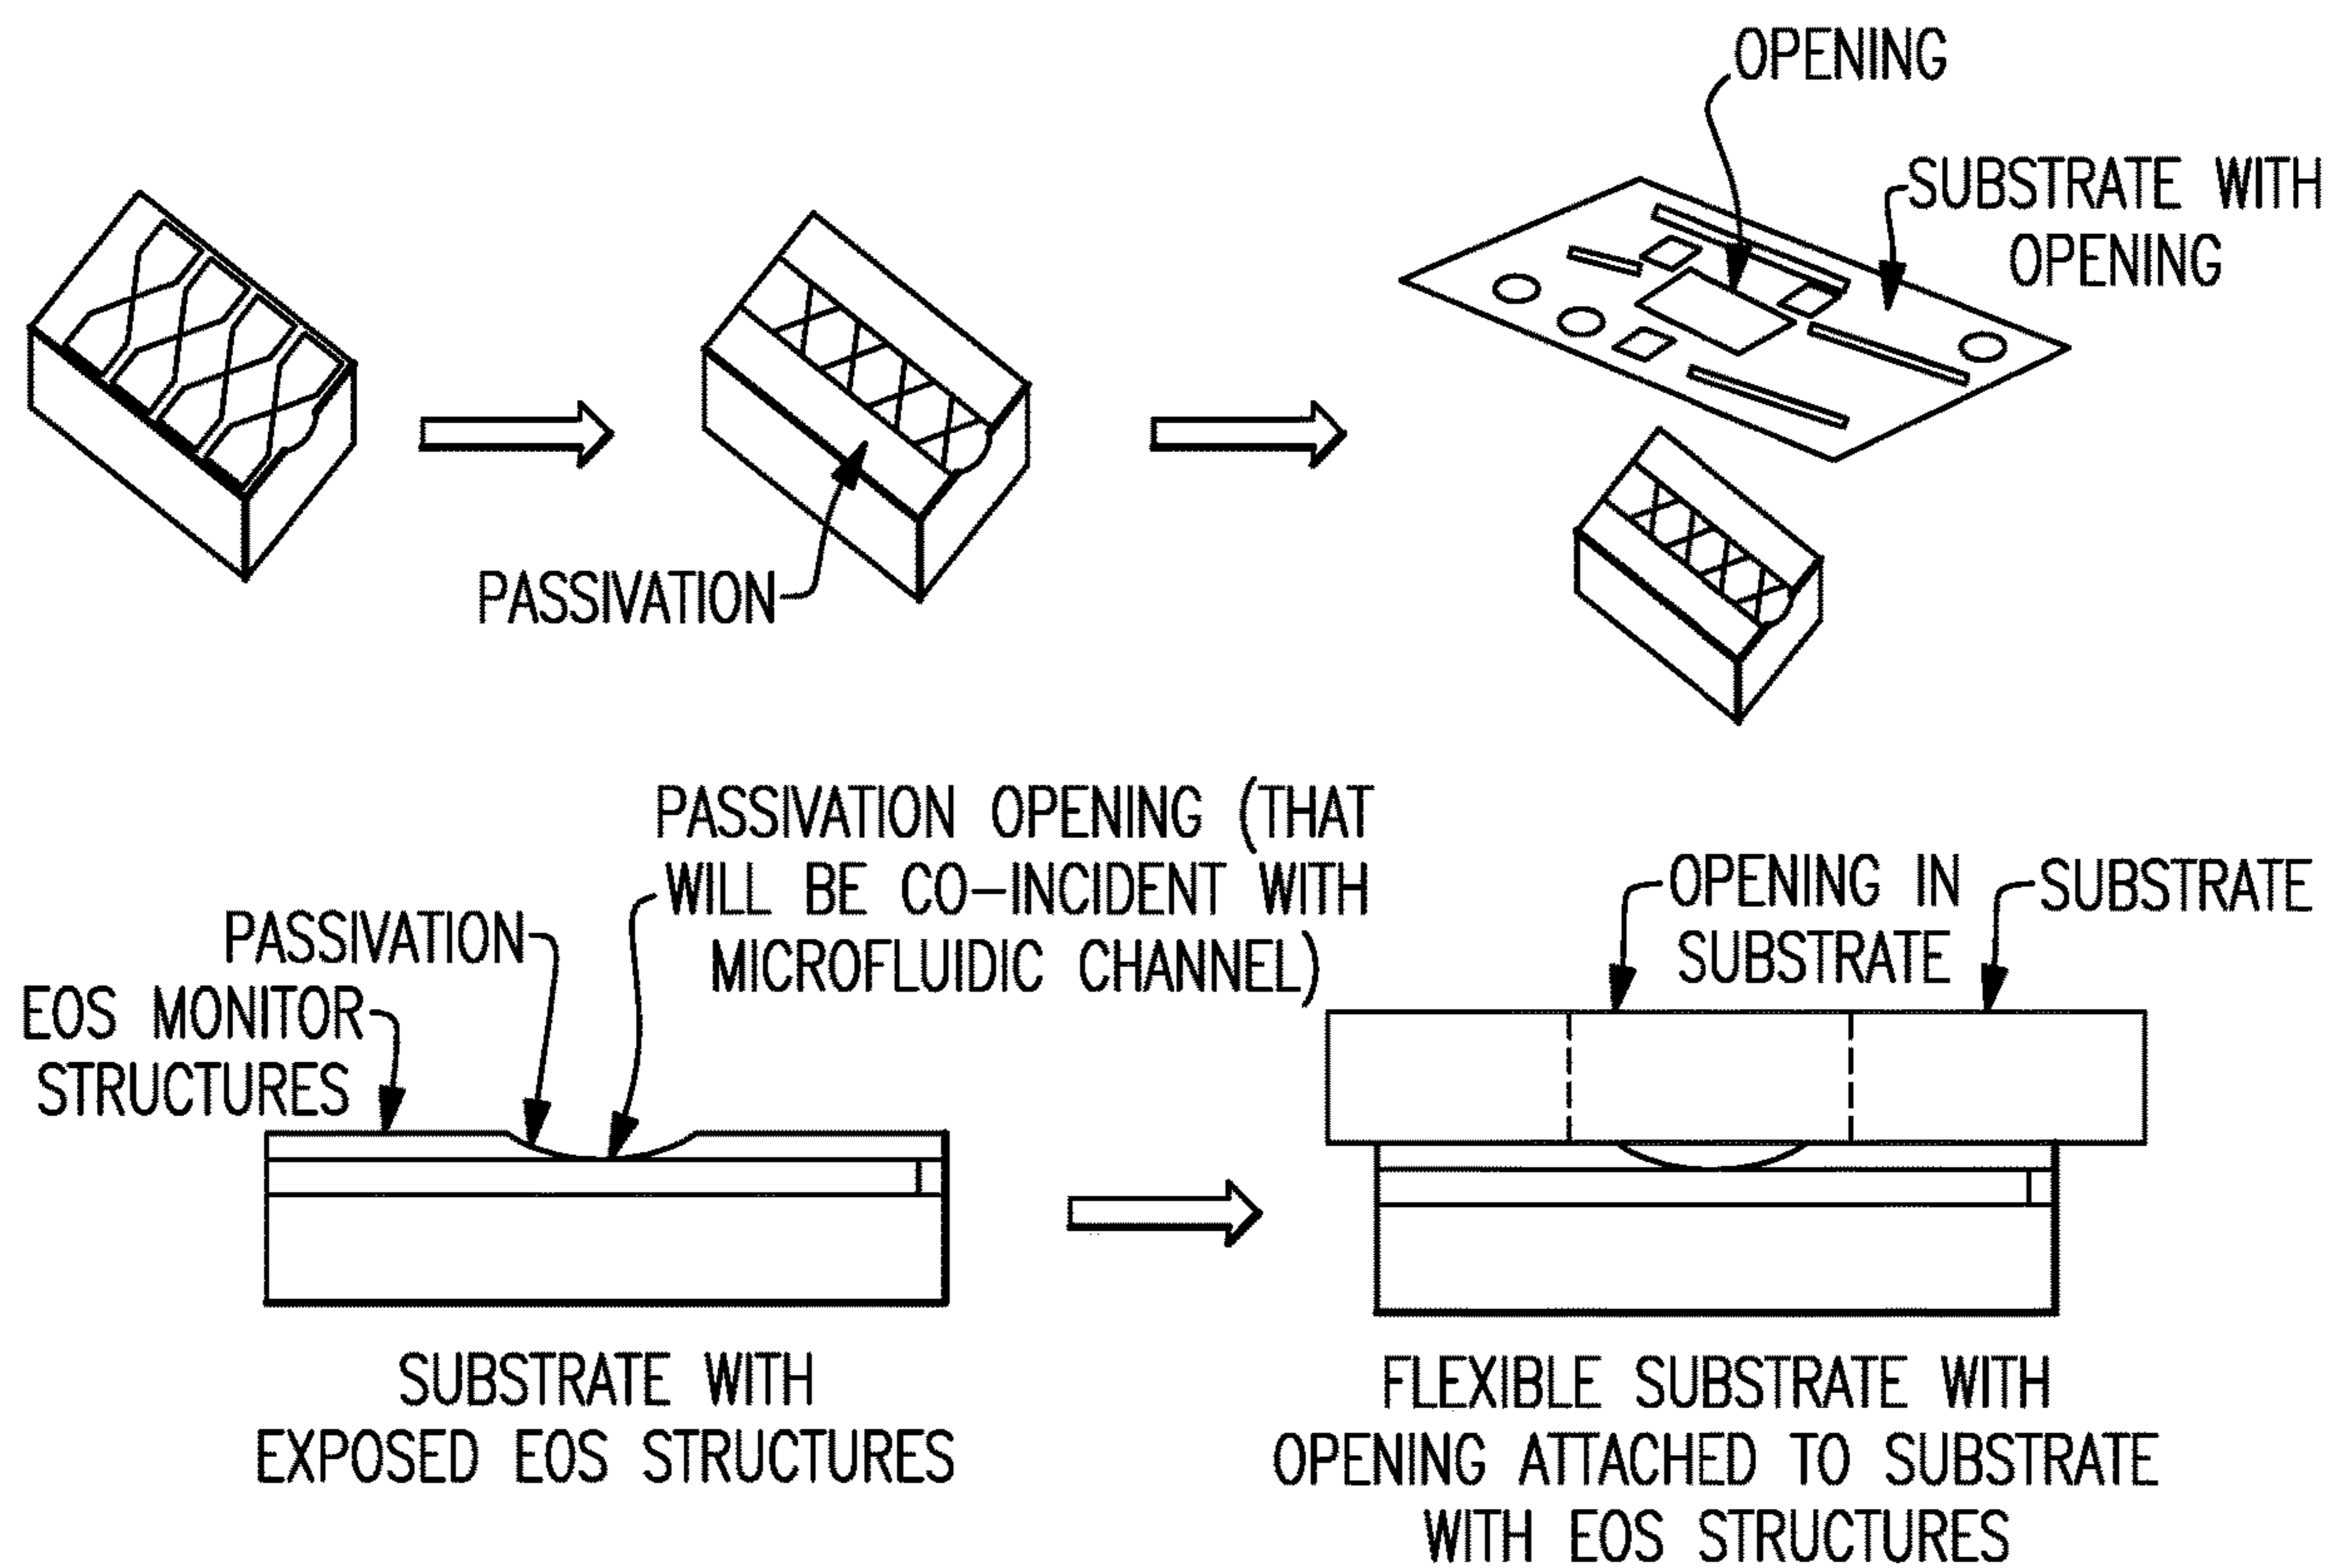 OPENING
SUBSTRATE WITH
OPENING
PASSIVATION
PASSIVATION OPENING (THAT
WILL BE CO-INCIDENT WITH
MICROFLUIDIC CHANNEL)
PASSIVATION
EOS MONITOR
STRUCTURES
OPENING IN
SUBSTRATE
SUBSTRATE
SUBSTRATE WITH
EXPOSED EOS STRUCTURES
FLEXIBLE SUBSTRATE WITH
OPENING ATTACHED TO SUBSTRATE
WITH EOS STRUCTURES